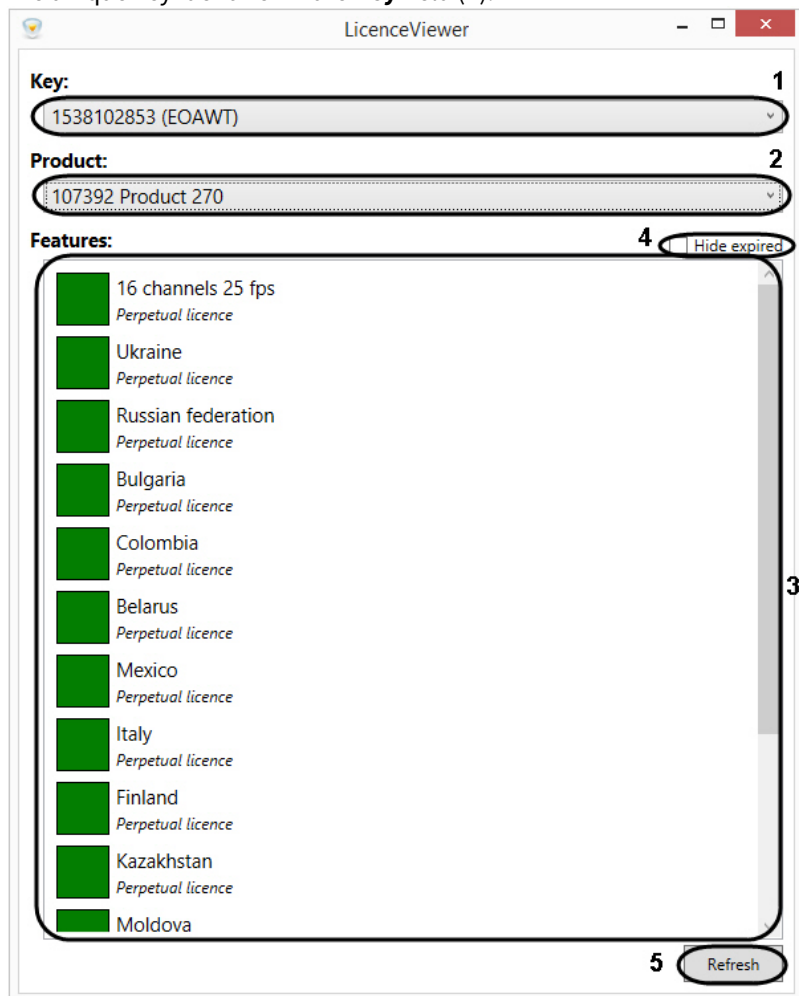 LicenceViewer
Key:
1
1538102853 (EOAWT)
Product:
2
107392 Product 270
Features:
4
Hide expired
16 channels 25 fps
Perpetual licence
Ukraine
Perpetual licence
Russian federation
Perpetual licence
Bulgaria
Perpetual licence
Colombia
Perpetual licence
3
Belarus
Perpetual licence
Mexico
Perpetual licence
Italy
Perpetual licence
Finland
Perpetual licence
Kazakhstan
Perpetual licence
Moldova
5
Refresh